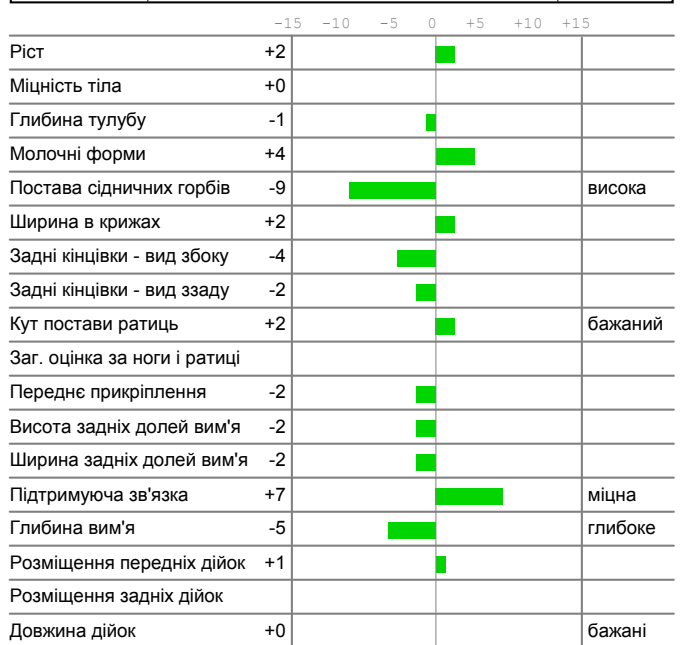 -15 -10 -5 0 +5 +10 +15
Ріст +2
Міцність тіла +0
Глибина тулубу -1
Молочні форми +4
Постава сідничних горбів -9 висока
Ширина в крижах +2
Задні кінцівки - вид збоку -4
Задні кінцівки - вид ззаду -2
Кут постави ратиць +2 бажаний
Заг. оцінка за ноги і ратиці
Переднє прикріплення -2
Висота задніх долей вим'я -2
Ширина задніх долей вим'я -2
Підтримуюча зв'язка +7 міцна
Глибина вим'я -5 глибоке
Розміщення передніх дійок +1
Розміщення задніх дійок
Довжина дійок +0 бажані